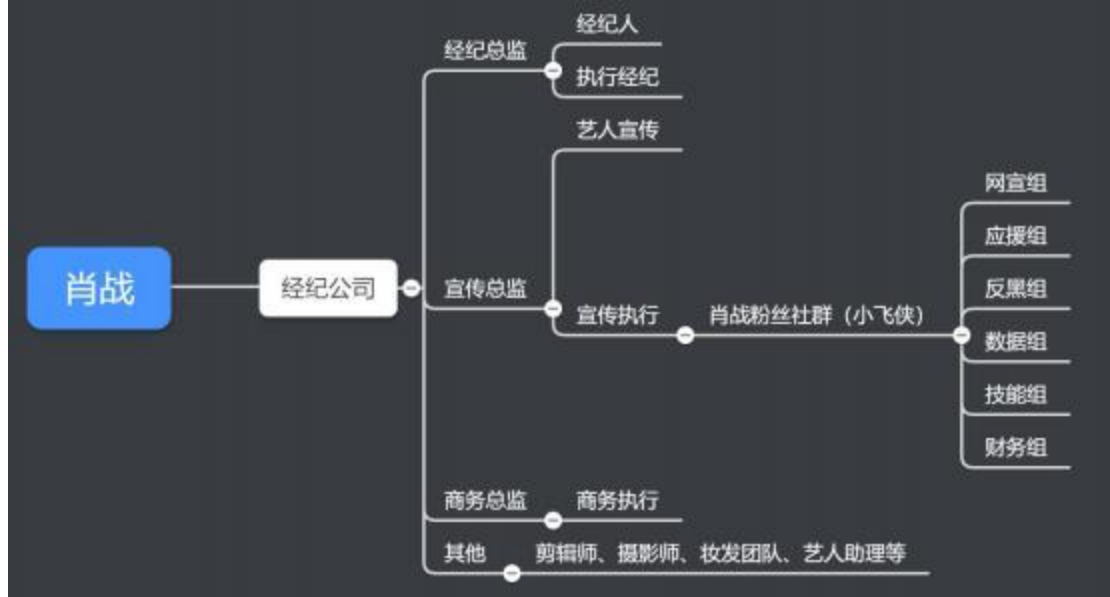 经纪人
经纪总监
执行经纪
艺人宣传
网宣组
应援组
肖战
经纪公司
宣传总监
反黑组
宣传执行
肖战粉丝社群（小飞侠）
数据组
技能组
财务组
商务总监
商务执行
其他
剪辑师、摄影师、妆发团队、艺人助理等